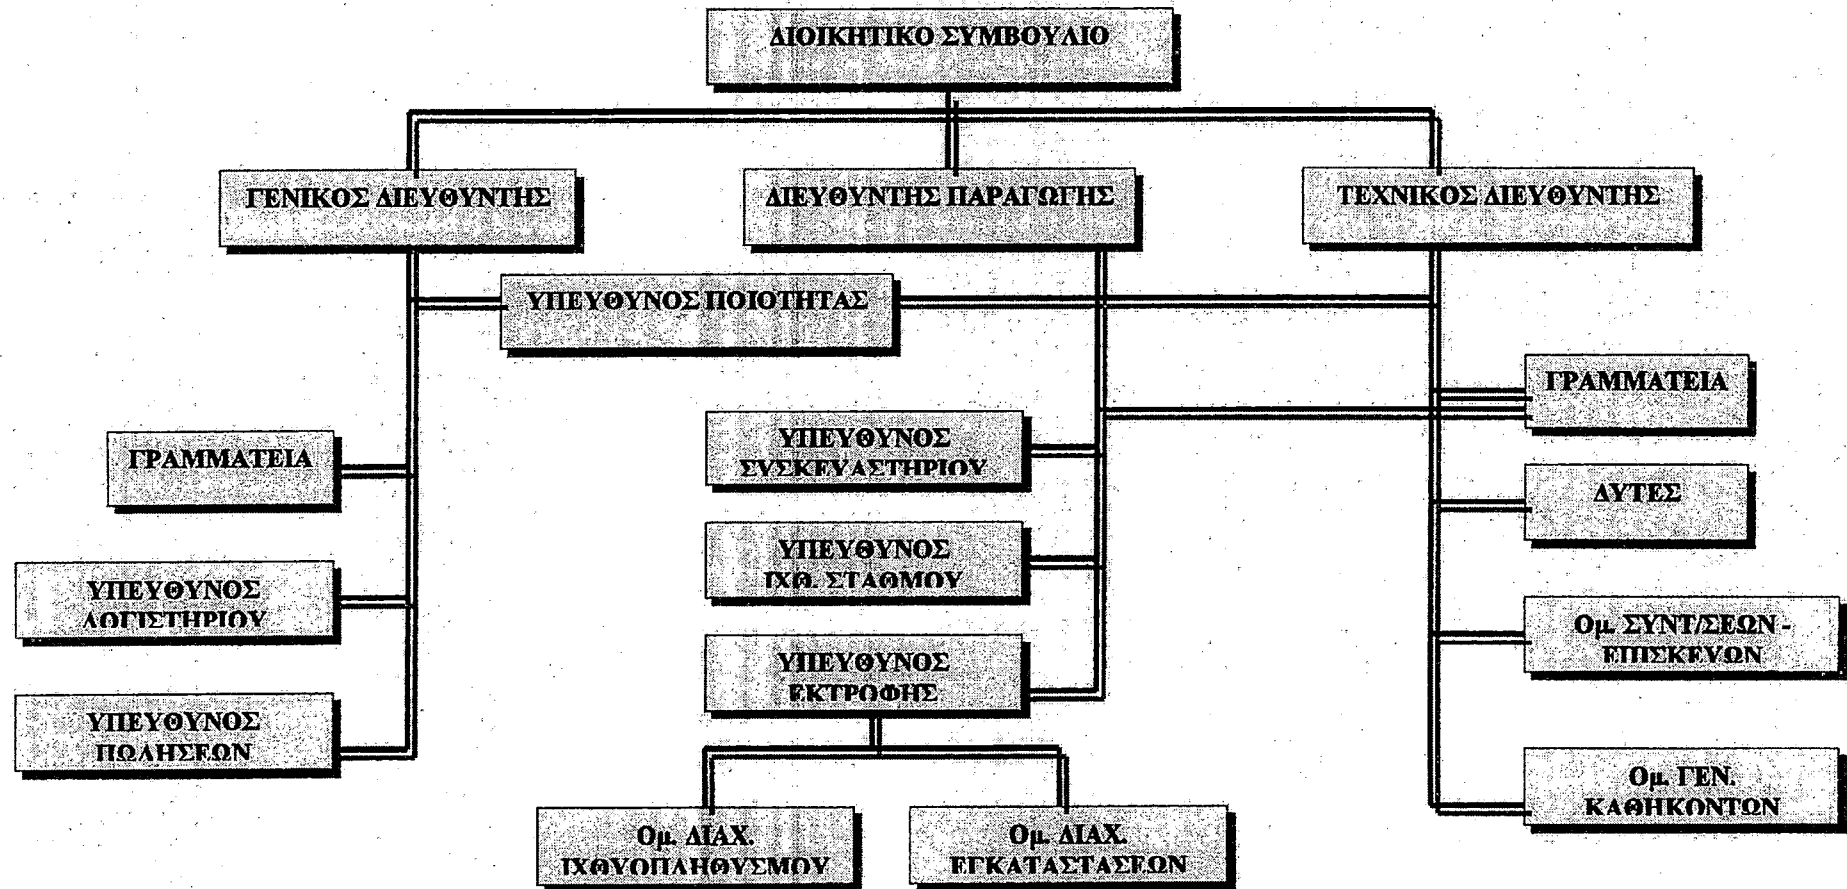 ΔΙΟΙΚΗΤΙΚΟ ΣΥΜΒΟΥΛΙΟ
ΓΕΝΙΚΟΣ ΔΙΕΥΘΥΝΤΗΣ
ΔΙΕΥΘΥΝΤΗΣ ΠΑΡΑΓΩΓΗΣ
ΤΕΧΝΙΚΟΣ ΔΙΕΥΘΥΝΤΗΣ
ΥΠΕΥΘΥΝΟΣ ΠΟΙΟΤΗΤΑΣ
ΓΡΑΜΜΑΤΕΙΑ
ΥΠΕΥΘΥΝΟΣ
ΛΟΓΙΣΤΗΡΙΟΥ
ΥΠΕΥΘΥΝΟΣ
ΠΩΛΗΣΕΩΝ
ΥΠΕΥΘΥΝΟΣ
ΣΥΣΚΕΥΑΣΤΗΡΙΟΥ
ΥΠΕΥΘΥΝΟΣ
ΙΧΘ. ΣΤΑΘΜΟΥ
ΥΠΕΥΘΥΝΟΣ
ΕΚΤΡΟΦΗΣ
Ομ. ΔΙΑΧ.
ΙΧΘΥΟΠΛΗΘΥΣΜΟΥ
Ομ. ΔΙΑΧ.
ΕΓΚΑΤΑΣΤΑΣΕΩΝ
ΓΡΑΜΜΑΤΕΙΑ
ΔΥΤΕΣ
Ομ. ΣΥΝΤ/ΣΕΩΝ -
ΕΠΙΣΚΕΥΩΝ
Ομ. ΓΕΝ.
ΚΑΘΗΚΟΝΤΩΝ